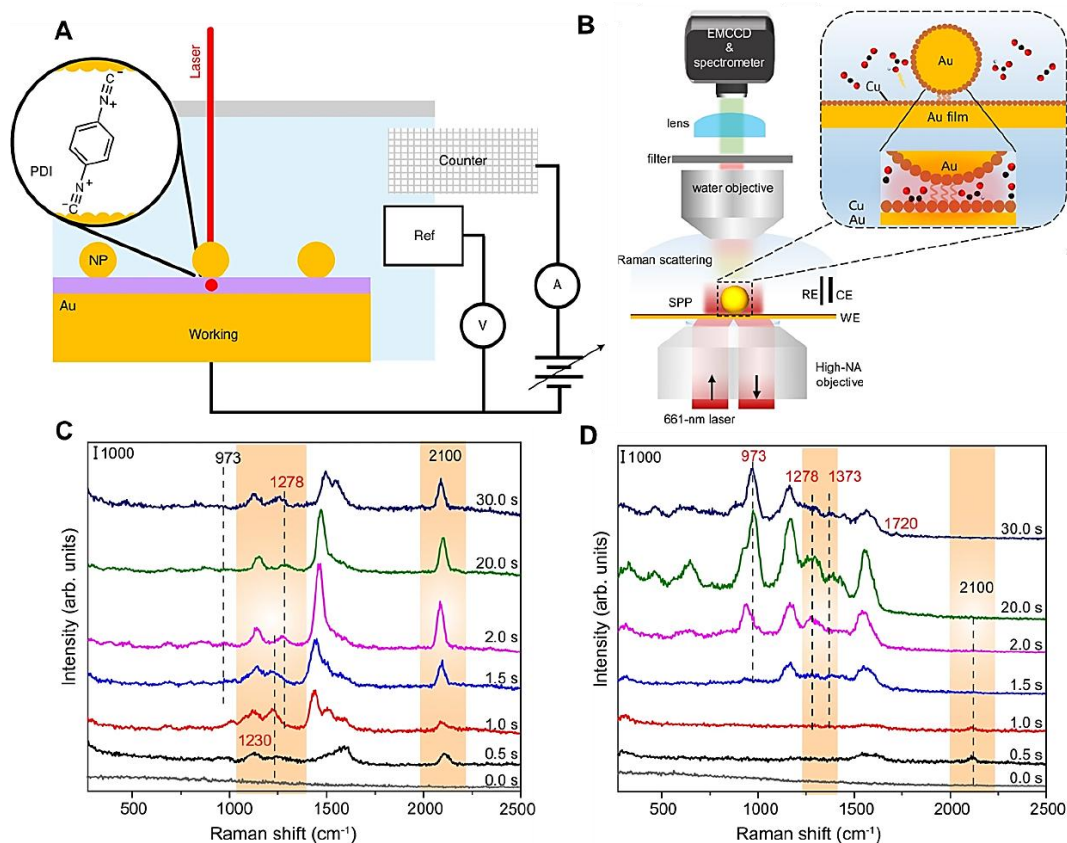 A
Laser
C⁻
N⁺
PDI
N⁺
⁻C
NP
Au
Working
Counter
Ref
V
A
B
EMCCD
&
spectrometer
lens
filter
water objective
Raman scattering
SPP
RE
CE
WE
High-NA
objective
661-nm laser
Au
Cu
Au film
Au
Cu
Au
C
1000
973
1278
2100
30.0 s
20.0 s
2.0 s
1.5 s
1.0 s
1230
0.5 s
0.0 s
500
1000
1500
2000
2500
Raman shift (cm⁻¹)
Intensity (arb. units)
D
1000
973
1278
1373
1720
30.0 s
2100
20.0 s
2.0 s
1.5 s
1.0 s
0.5 s
0.0 s
500
1000
1500
2000
2500
Raman shift (cm⁻¹)
Intensity (arb. units)